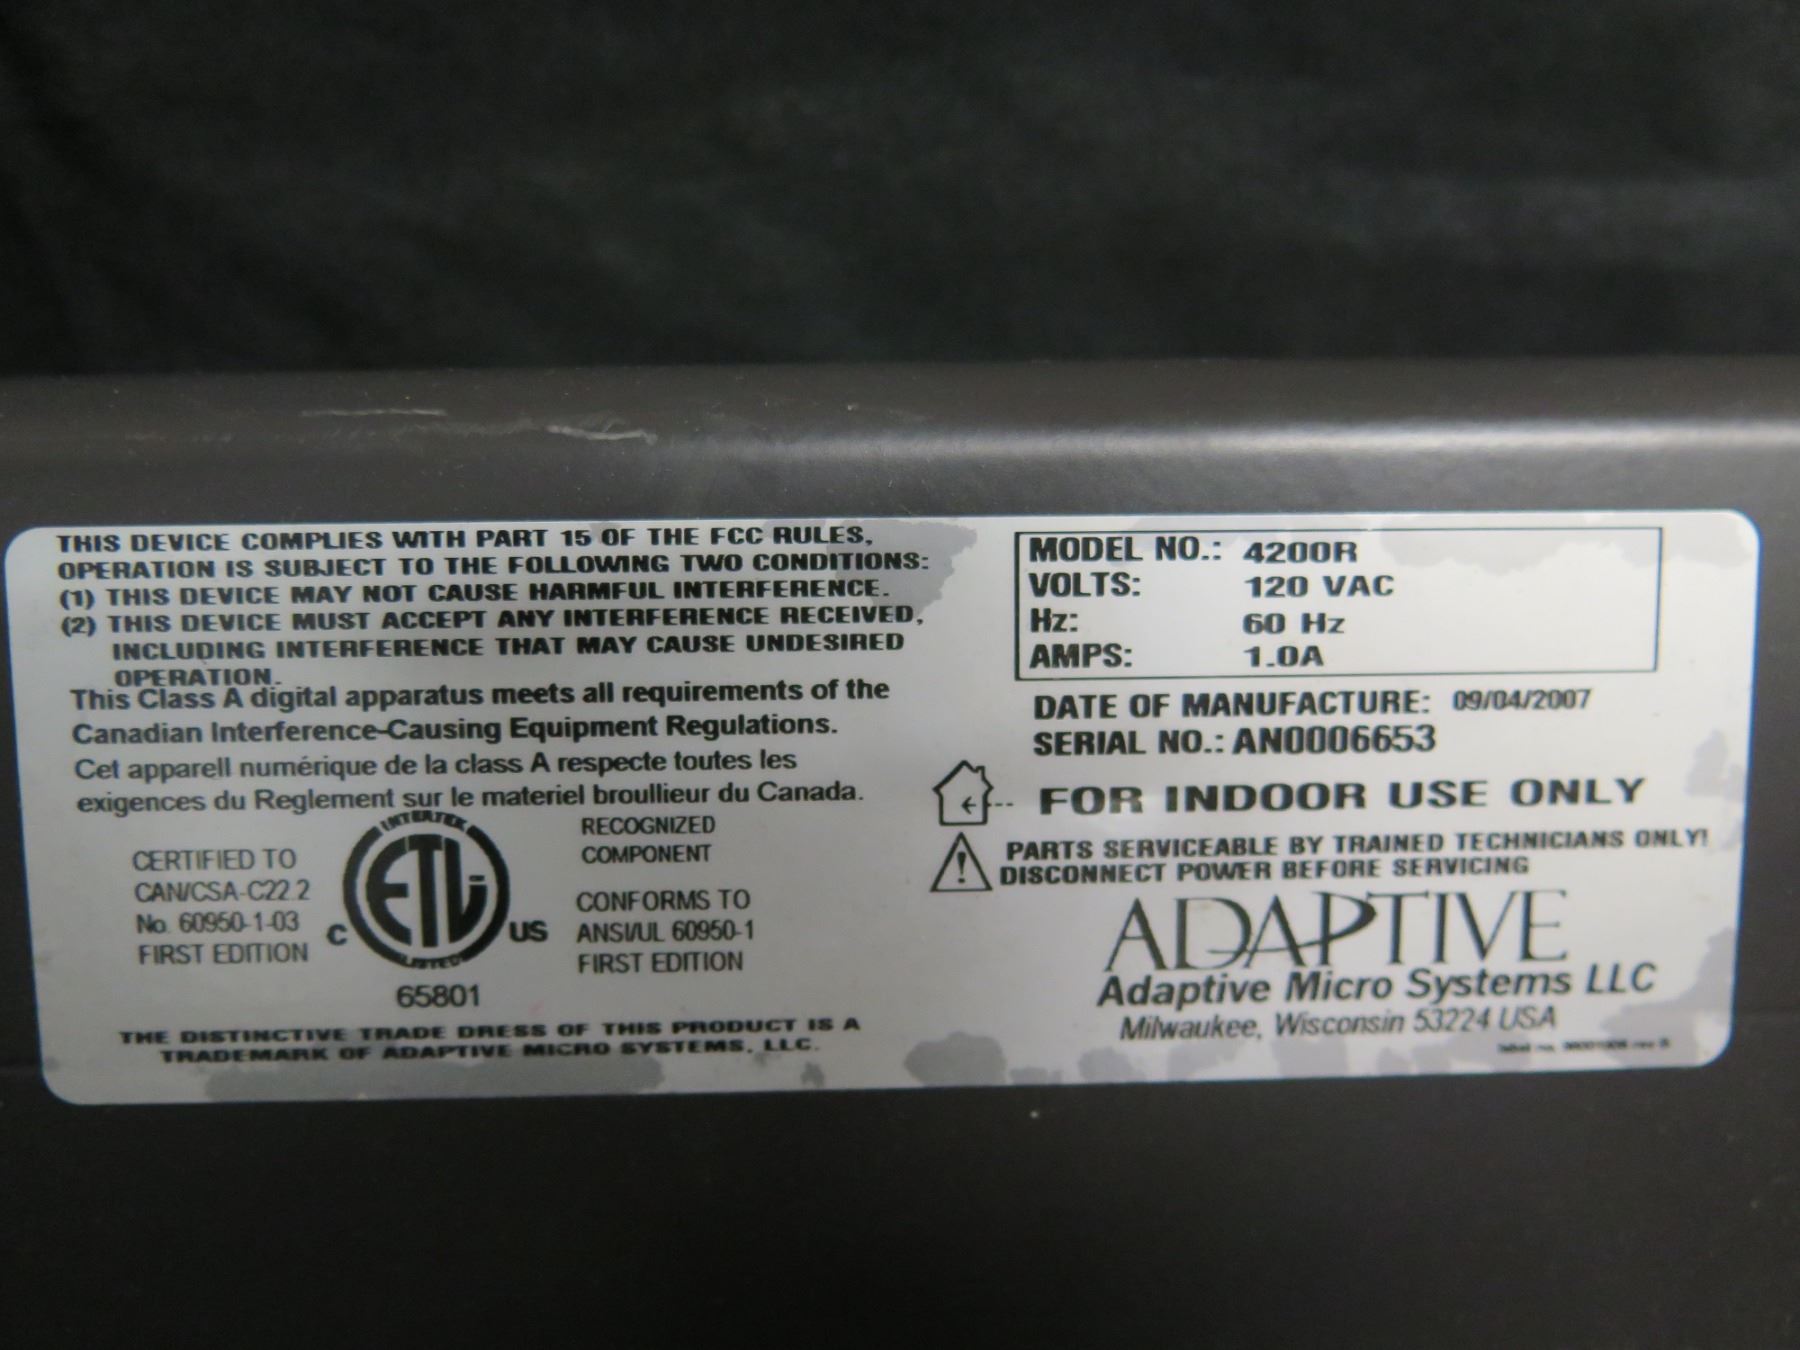 THIS DEVICE COMPLIES WITH PART 15 OF THE FCC RULES,
OPERATION IS SUBJECT TO THE FOLLOWING TWO CONDITIONS:
(1) THIS DEVICE MAY NOT CAUSE HARMFUL INTERFERENCE.
(2) THIS DEVICE MUST ACCEPT ANY INTERFERENCE RECEIVED,
INCLUDING INTERFERENCE THAT MAY CAUSE UNDESIRED
OPERATION.
This Class A digital apparatus meets all requirements of the
Canadian Interference-Causing Equipment Regulations.
Cet apparell numérique de la class A respecte toutes les
exigences du Reglement sur le materiel broullieur du Canada.
CERTIFIED TO
CAN/CSA-C22.2
No. 60950-1-03
FIRST EDITION
INTERTEK
C ETL US
LISTED
65801
RECOGNIZED
COMPONENT
CONFORMS TO
ANSI/UL 60950-1
FIRST EDITION
THE DISTINCTIVE TRADE DRESS OF THIS PRODUCT IS A
TRADEMARK OF ADAPTIVE MICRO SYSTEMS, LLC.
MODEL NO.: 4200R
VOLTS: 120 VAC
Hz: 60 Hz
AMPS: 1.0A
DATE OF MANUFACTURE: 09/04/2007
SERIAL NO.: AN0006653
FOR INDOOR USE ONLY
PARTS SERVICEABLE BY TRAINED TECHNICIANS ONLY!
DISCONNECT POWER BEFORE SERVICING
ADAPTIVE
Adaptive Micro Systems LLC
Milwaukee, Wisconsin 53224 USA